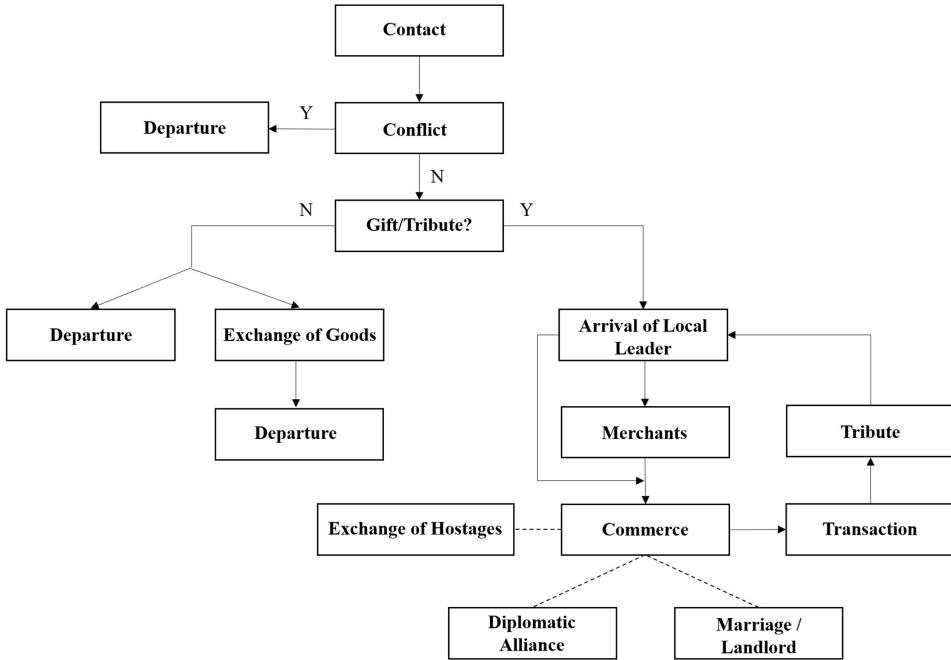 Contact
Y
Departure
Conflict
N
N
Gift/Tribute?
Y
Departure
Exchange of Goods
Arrival of Local
Leader
Departure
Merchants
Tribute
Exchange of Hostages
Commerce
Transaction
Diplomatic
Alliance
Marriage /
Landlord